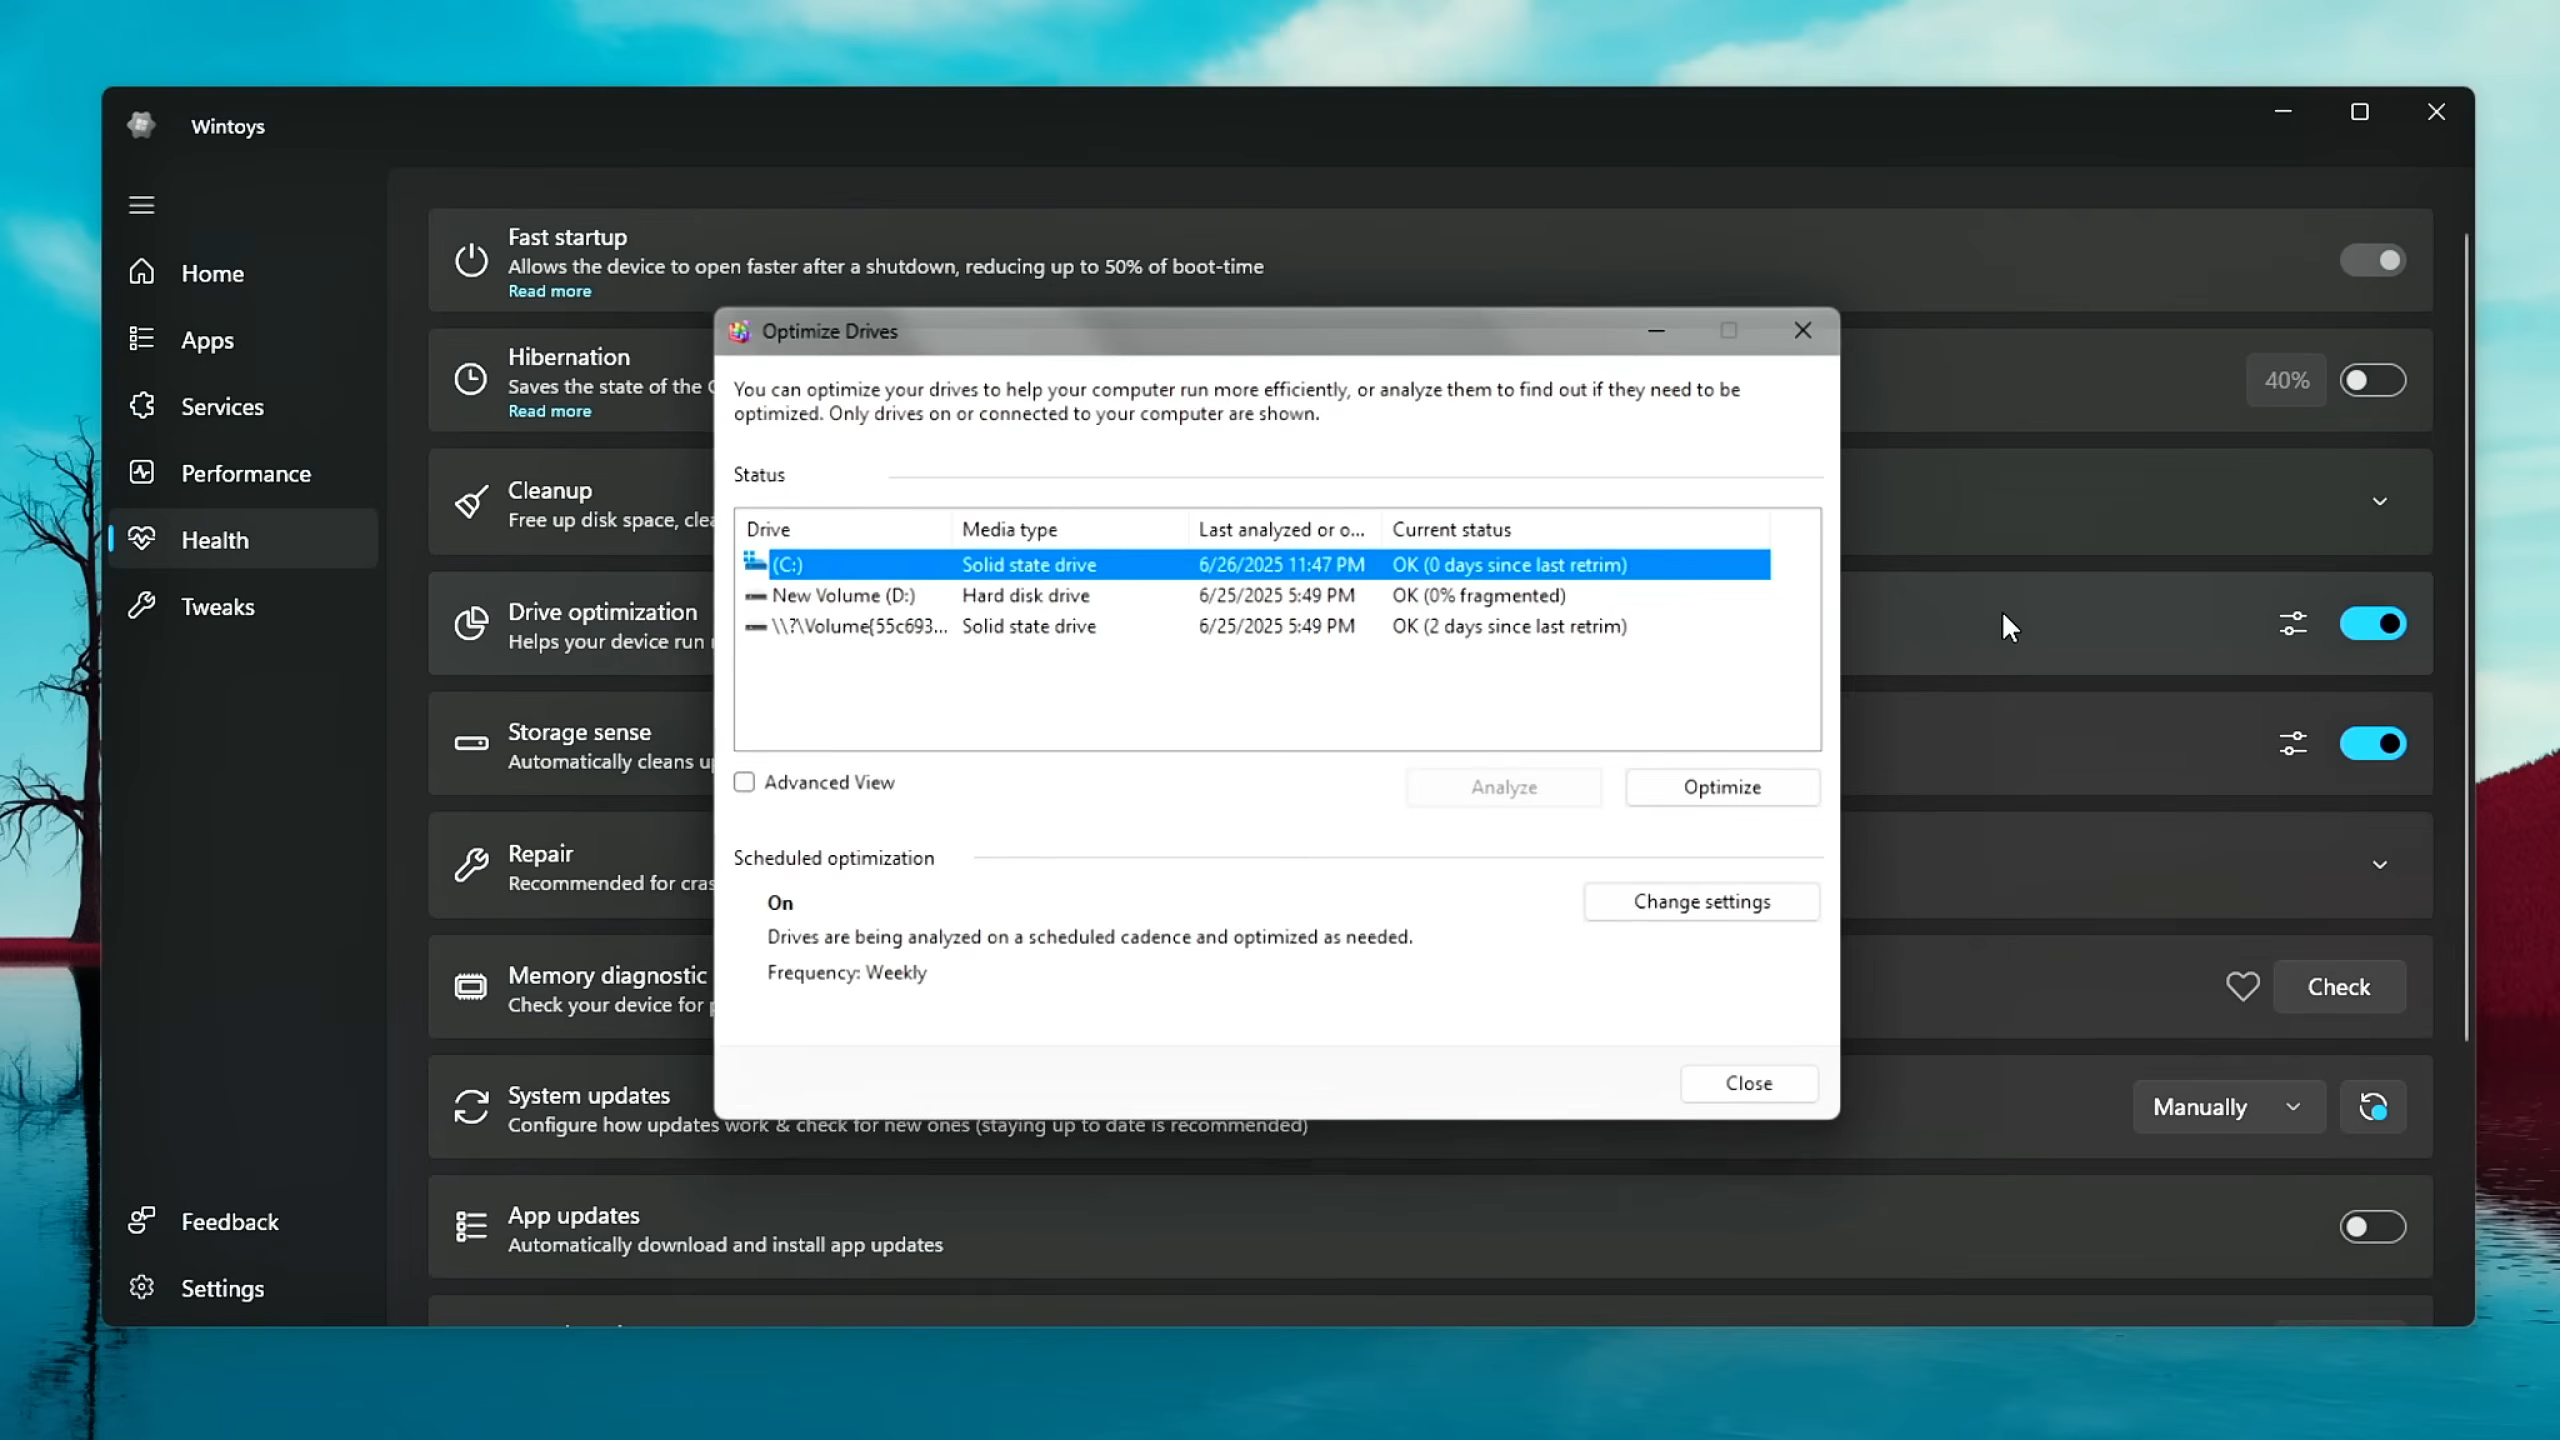 Wintoys
Home
Apps
Services
Performance
Health
Tweaks
Feedback
Settings
Fast startup
Allows the device to open faster after a shutdown, reducing up to 50% of boot-time
Read more
Hibernation
Saves the state of the
Read more
40%
Cleanup
Free up disk space,
Drive optimization
Helps your device run
Storage sense
Automatically cleans
Repair
Recommended for
Memory diagnostic
Check your device for
Check
System updates
Configure how updates work & check for new ones (staying up to date is recommended)
Manually
App updates
Automatically download and install app updates
Optimize Drives
You can optimize your drives to help your computer run more efficiently, or analyze them to find out if they need to be
optimized. Only drives on or connected to your computer are shown.
Status
Drive Media type Last analyzed or o... Current status
(C:) Solid state drive 6/26/2025 11:47 PM OK (0 days since last retrim)
New Volume (D:) Hard disk drive 6/25/2025 5:49 PM OK (0% fragmented)
\\?\Volume{55c693... Solid state drive 6/25/2025 5:49 PM OK (2 days since last retrim)
Advanced View
Analyze
Optimize
Scheduled optimization
On
Change settings
Drives are being analyzed on a scheduled cadence and optimized as needed.
Frequency: Weekly
Close